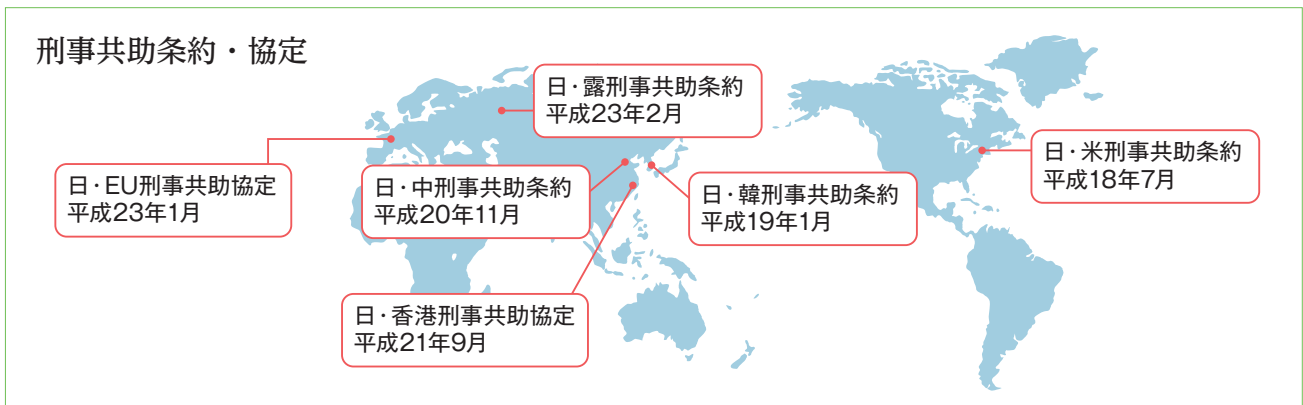 刑事共助条約・協定
日・露刑事共助条約
平成23年2月
日・EU刑事共助協定
平成23年1月
日・中刑事共助条約
平成20年11月
日・韓刑事共助条約
平成19年1月
日・米刑事共助条約
平成18年7月
日・香港刑事共助協定
平成21年9月